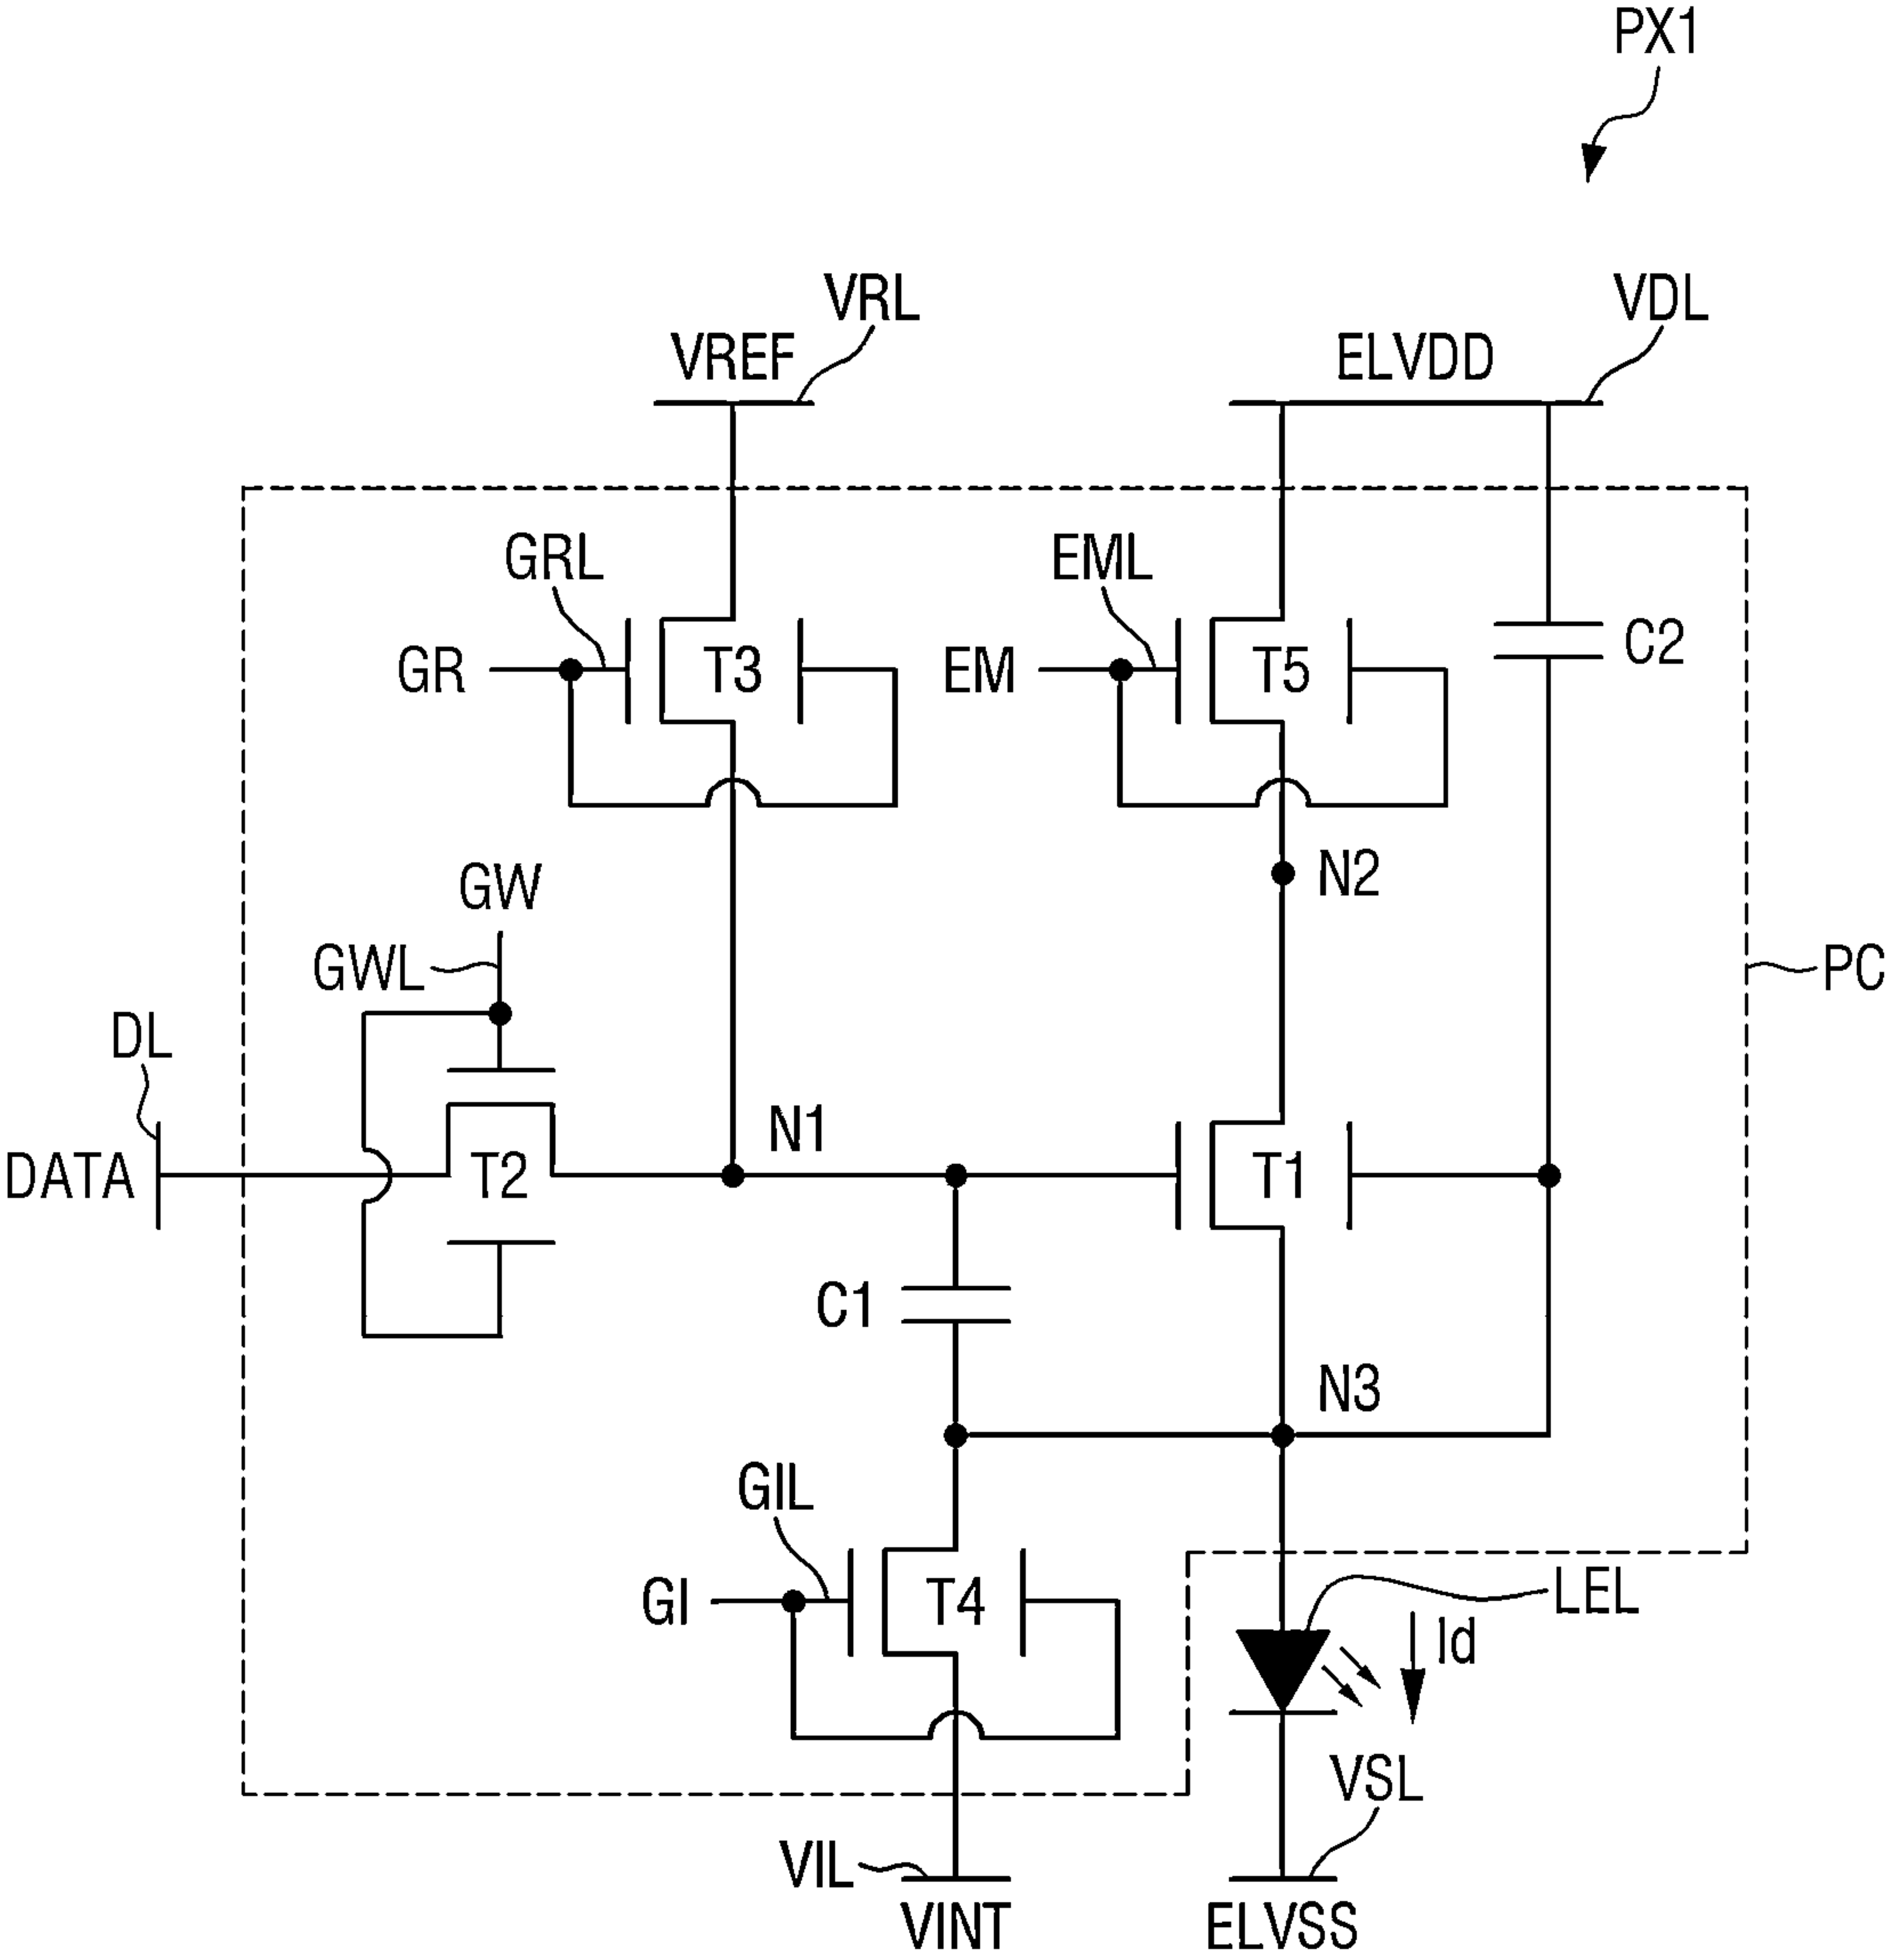 PX1
VRL
VDL
VREF
ELVDD
GRL
EML
GR
T3
EM
T5
C2
GW
N2
GWL
PC
DL
N1
DATA
T2
T1
C1
N3
GIL
GI
T4
LEL
Id
VSL
VIL
VINT
ELVSS